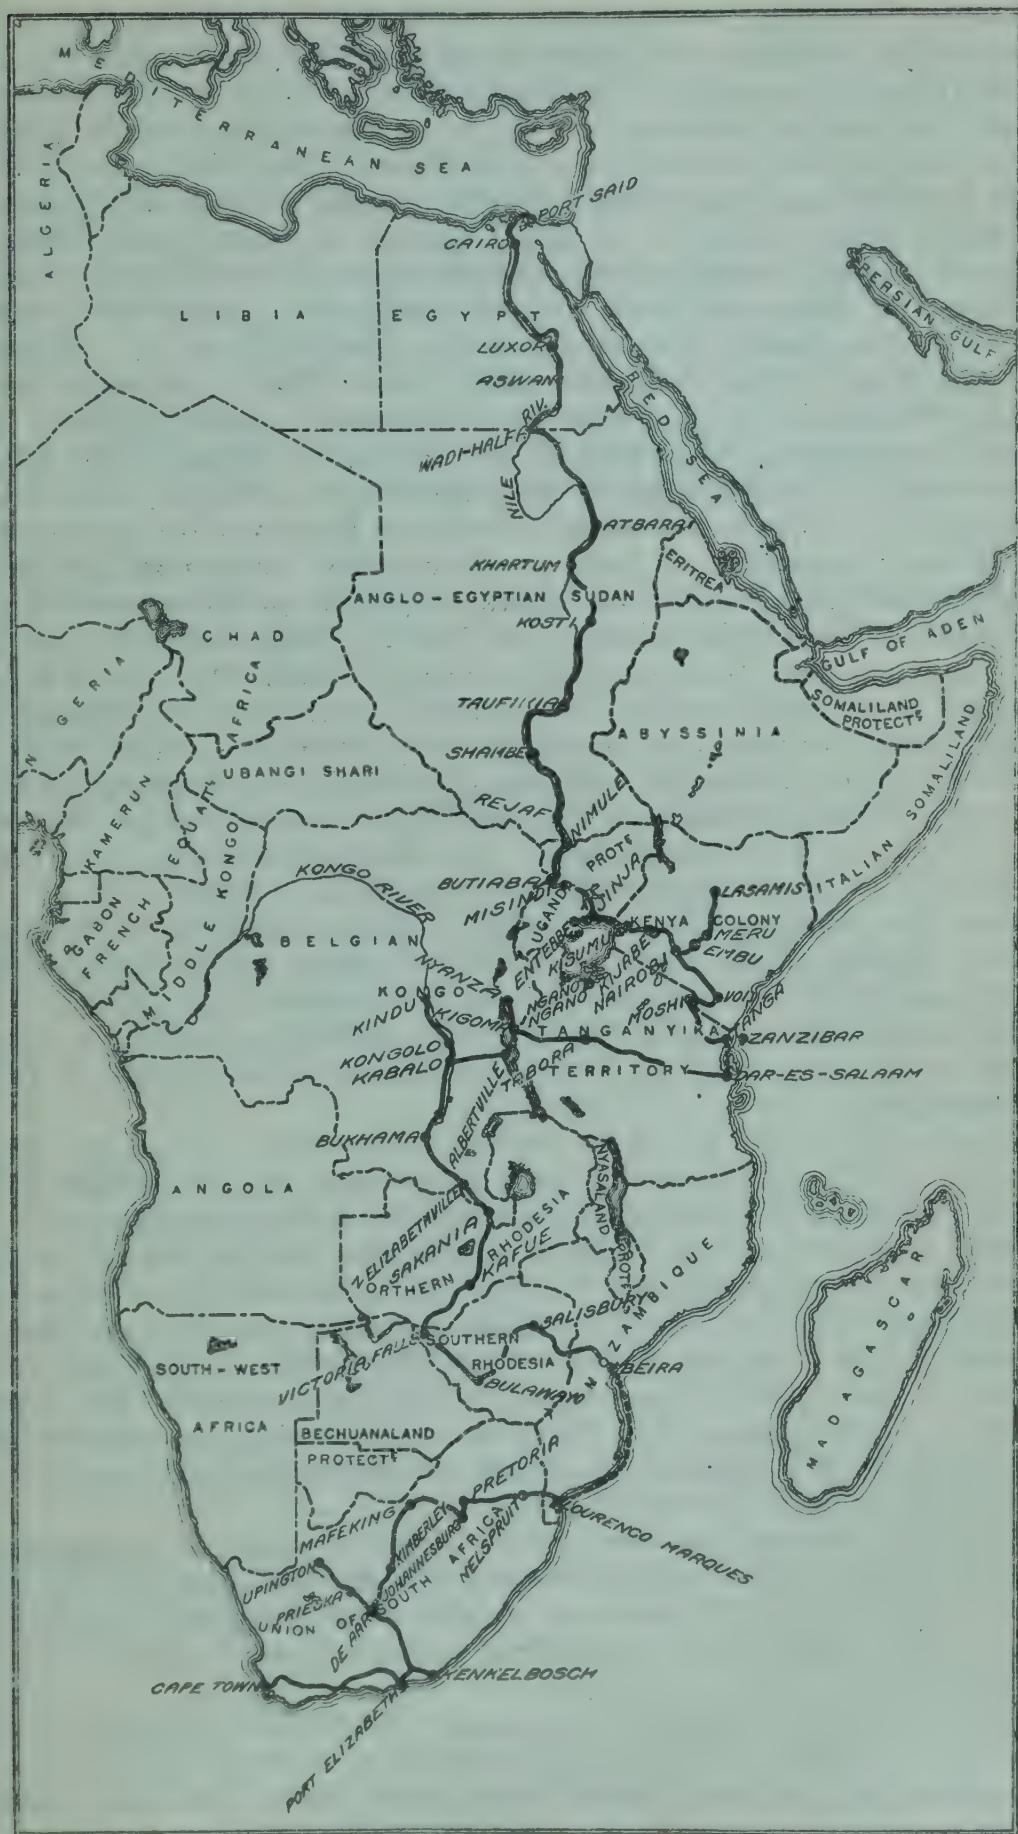 MEDITERRANEAN SEA
ALGERIA
PORT SAID
CAIRO
PERSIAN GULF
LIBIA
EGYPT
LUXOR
RED SEA
ASWAN
RIV.
WADI-HALFA
NILE
ATBARA
KHARTUM
ERITREA
ANGLO-EGYPTIAN SUDAN
KOSTI
CHAD
GULF OF ADEN
GERIA
AFRICA
TAUFIKIA
SOMALILAND
PROTECT.
ABYSSINIA
SHAMBE
UBANGI SHARI
REJAF
NIMULE
ITALIAN SOMALILAND
KAMERUN
EQUATL
PROTE
KONGO RIVER
BUTIABA
JINJA
LASAMIS
MISINDI
UGANDA
GABON
FRENCH
MIDDLE KONGO
BELGIAN
KENYA
COLONY
ENTEBBE
MERU
KISUMU
EMBU
NYANZA
KIJABE
KONGO
NGANO
NGANO
NAIROBI
VOI
KINDU
KIGOMA
MOSHI
TANGA
TANGANYIKA
ZANZIBAR
KONGOLO
KABALO
TABORA
TERRITORY
DAR-ES-SALAAM
ALBERTVILLE
BUKHAMA
ANGOLA
NYASALAND
PROTE
ELIZABETHVILLE
SAKANIA
RHODESIA
NORTHERN
KAFUE
MOZAMBIQUE
MADAGASCAR
SALISBURY
SOUTHERN
VICTORIA FALLS
SOUTH-WEST
RHODESIA
BEIRA
BULAWAYO
AFRICA
BECHUANALAND
PROTECT.
PRETORIA
MAFEKING
LOURENCO MARQUES
KIMBERLEY
JOHANNESBURG
AFRICA
NELSPRUIT
UPINGTON
PRIESKA
UNION OF
SOUTH
DE AAR
CAPE TOWN
KENKELBOSCH
PORT ELIZABETH